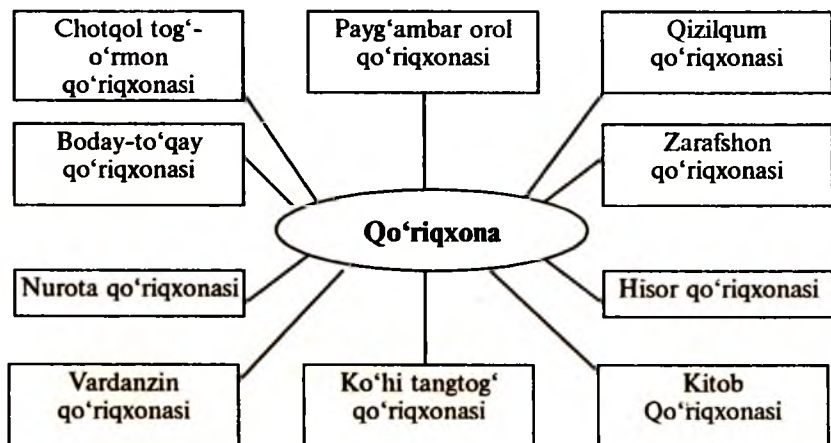 Chotqol tog‘-
o‘rmon
qo‘riqxonasi
Payg‘ambar orol
qo‘riqxonasi
Qizilqum
qo‘riqxonasi
Boday-to‘qay
qo‘riqxonasi
Zarafshon
qo‘riqxonasi
Qo‘riqxona
Nurota qo‘riqxonasi
Hisor qo‘riqxonasi
Vardanzin
qo‘riqxonasi
Ko‘hi tangtog‘
qo‘riqxonasi
Kitob
Qo‘riqxonasi